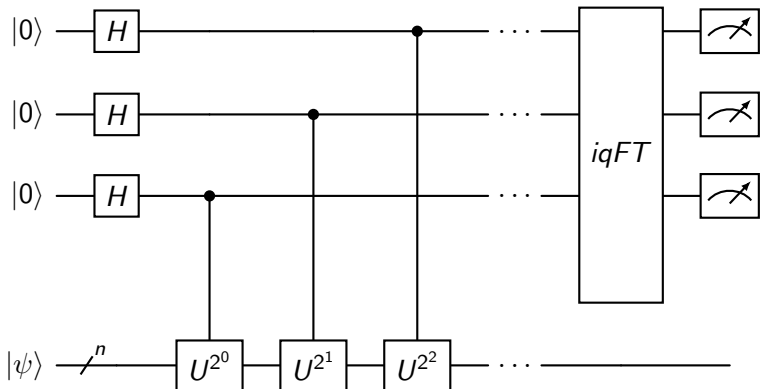 |0⟩ H ···
|0⟩ H ···
|0⟩ H ··· iqFT
|ψ⟩ n U^{2^0} U^{2^1} U^{2^2} ···